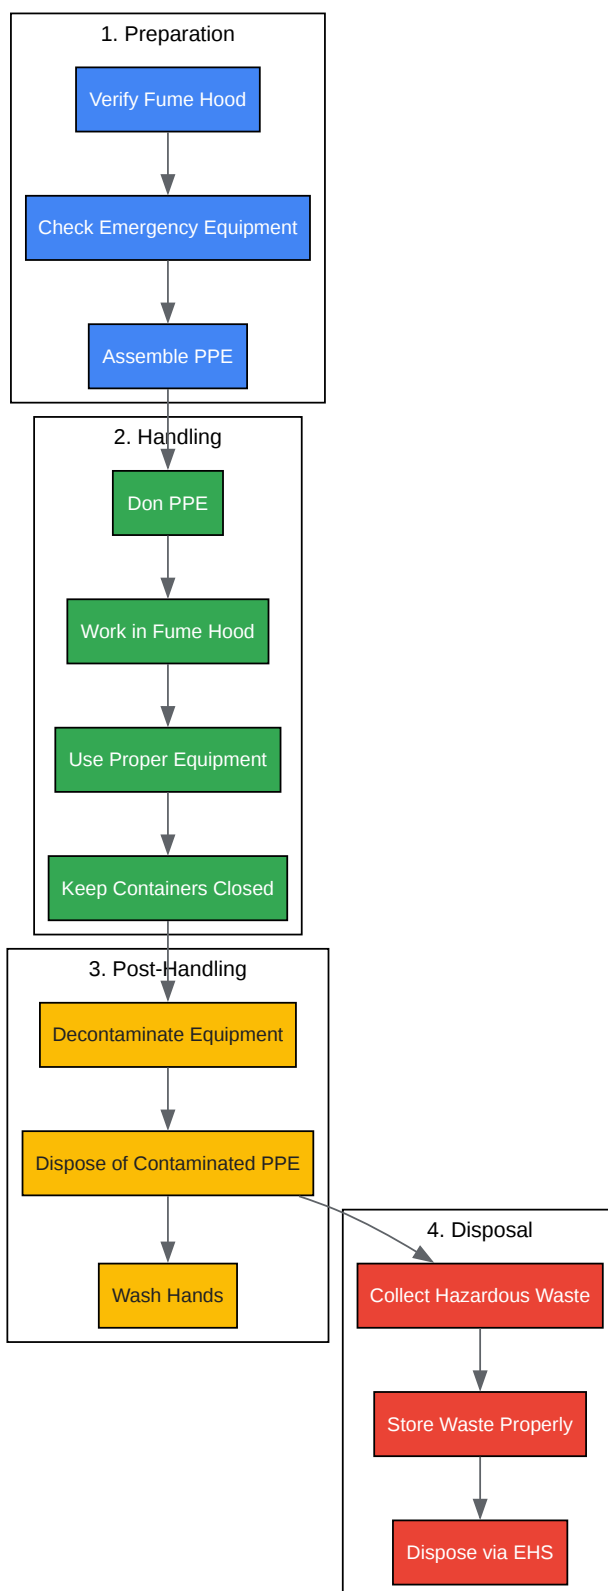 1. Preparation
Verify Fume Hood
Check Emergency Equipment
Assemble PPE
2. Handling
Don PPE
Work in Fume Hood
Use Proper Equipment
Keep Containers Closed
3. Post-Handling
Decontaminate Equipment
Dispose of Contaminated PPE
Wash Hands
4. Disposal
Collect Hazardous Waste
Store Waste Properly
Dispose via EHS